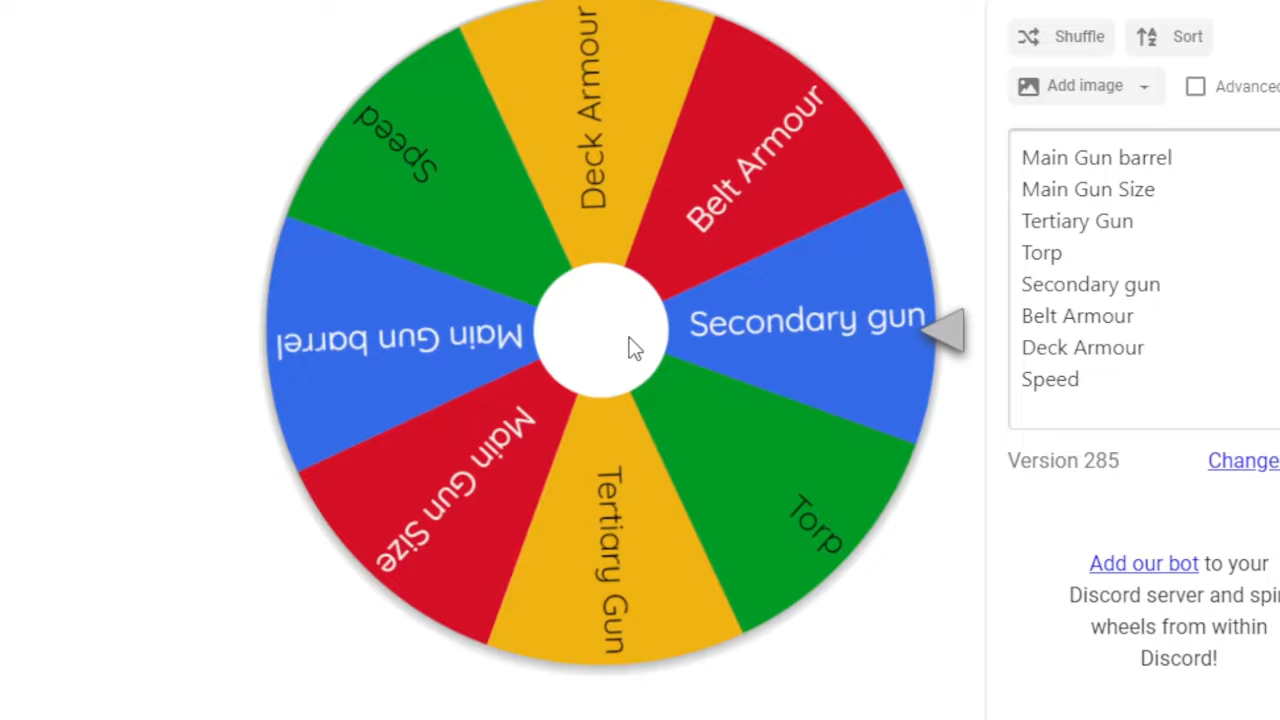 Deck Armour
Belt Armour
Speed
Secondary gun
Main Gun barrel
Main Gun Size
Torp
Tertiary Gun
Shuffle
Sort
Add image
Advanced
Main Gun barrel
Main Gun Size
Tertiary Gun
Torp
Secondary gun
Belt Armour
Deck Armour
Speed
Version 285
Change
Add our bot to your
Discord server and spin
wheels from within
Discord!